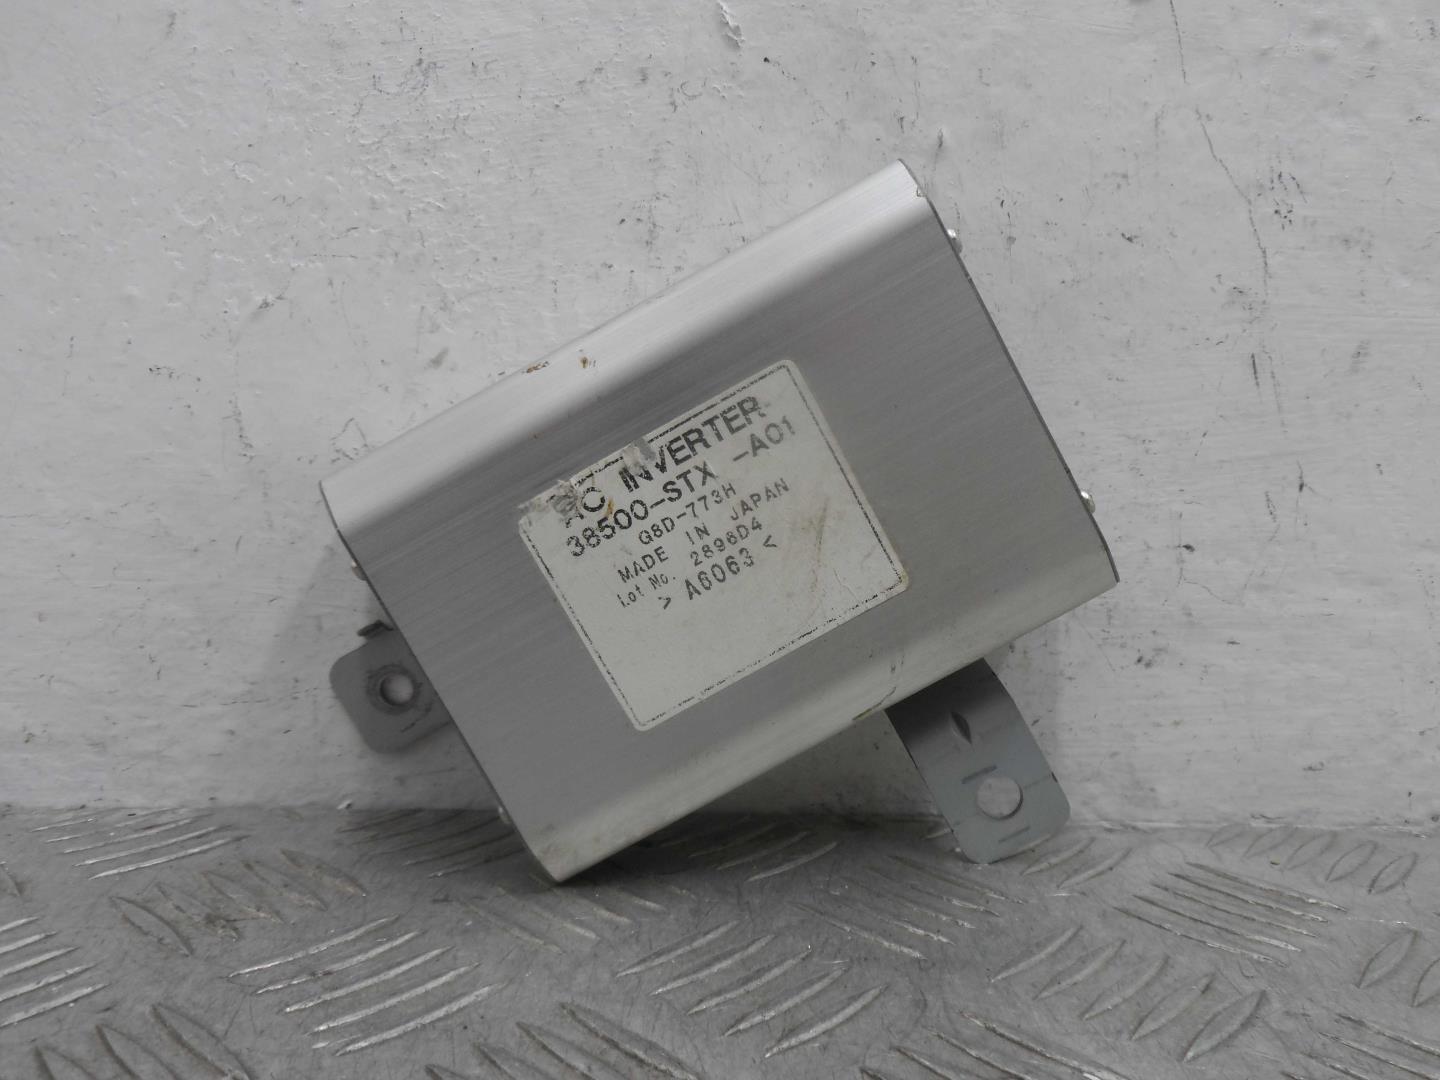 AC INVERTER
38500-STX -A01
G8D-773H
MADE IN JAPAN
Lot No. 2898D4
> A6063 <